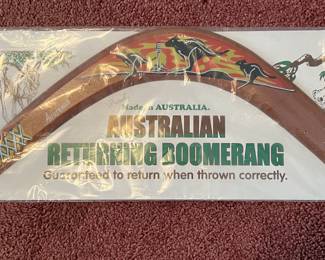 Made in AUSTRALIA.
AUSTRALIAN
RETURNING BOOMERANG
Guaranteed to return when thrown correctly.